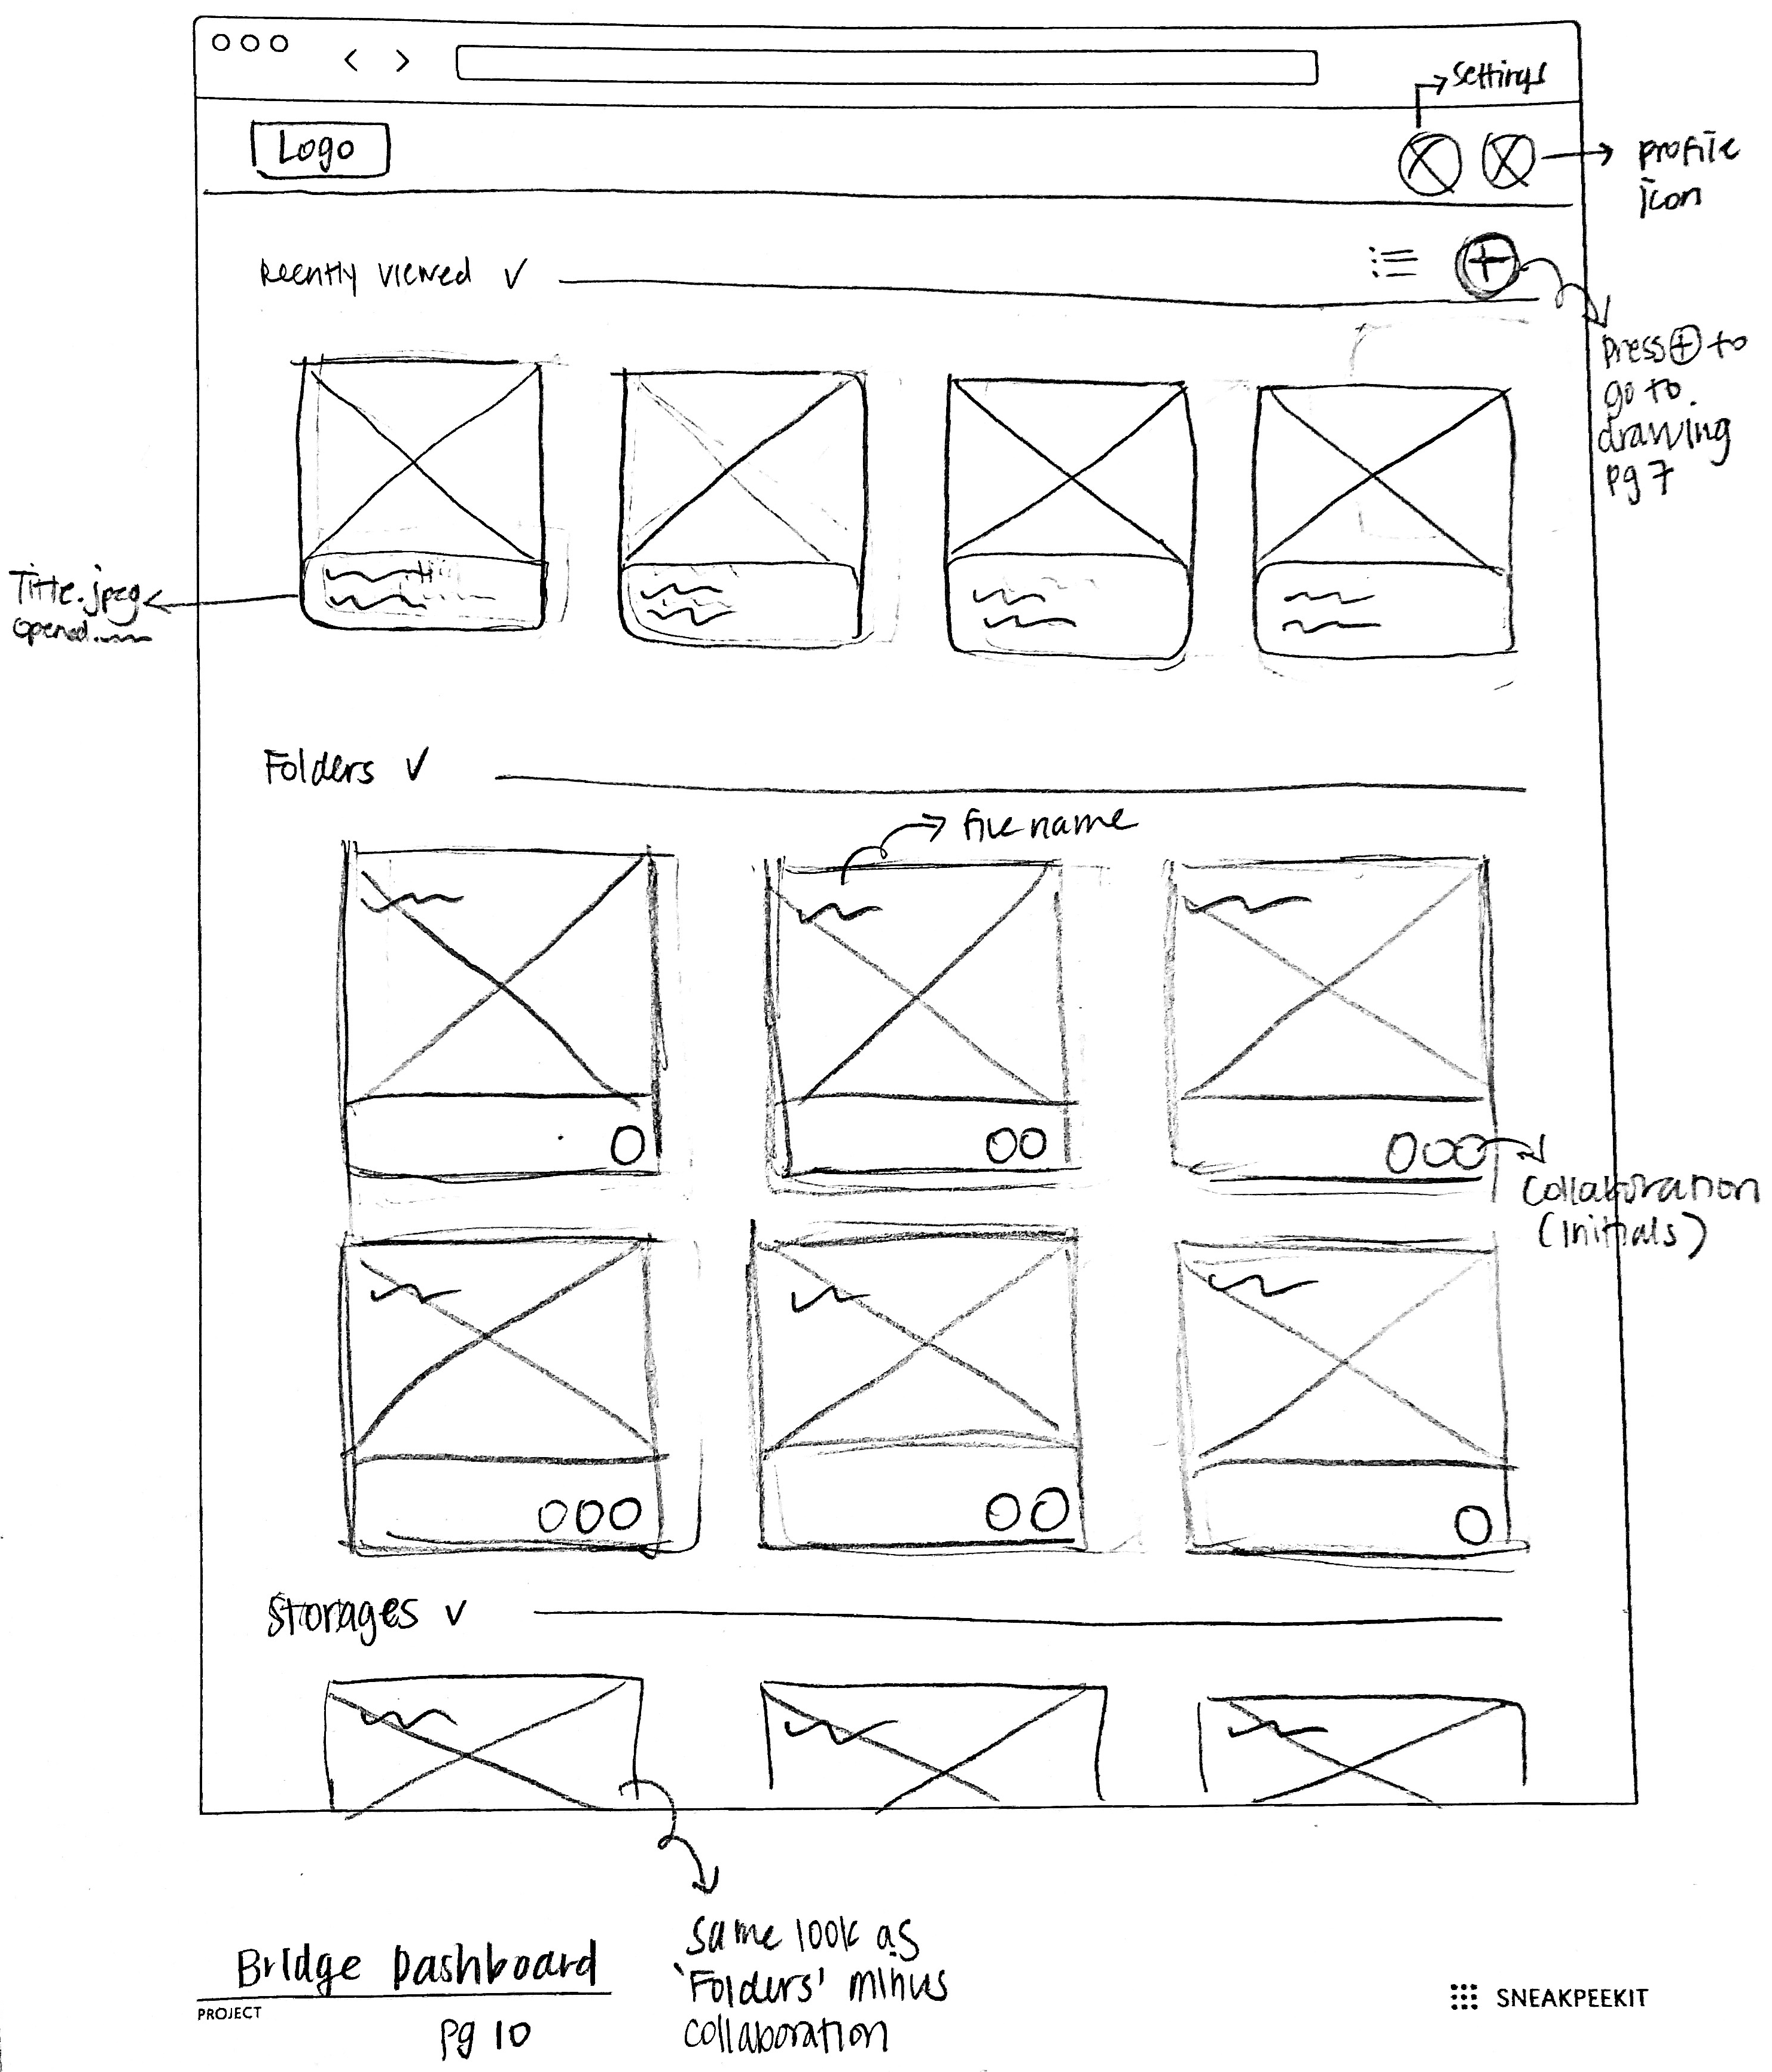 Settings
Logo
profile
icon
Recently viewed
Press + to
go to.
drawing
pg 7
Title.jpeg
opened....
Folders
File name
Collaboration
(Initials)
Storages
Same look as
'Folders' minus
collaboration
Bridge Dashboard
PROJECT
pg 10
SNEAKPEEKIT